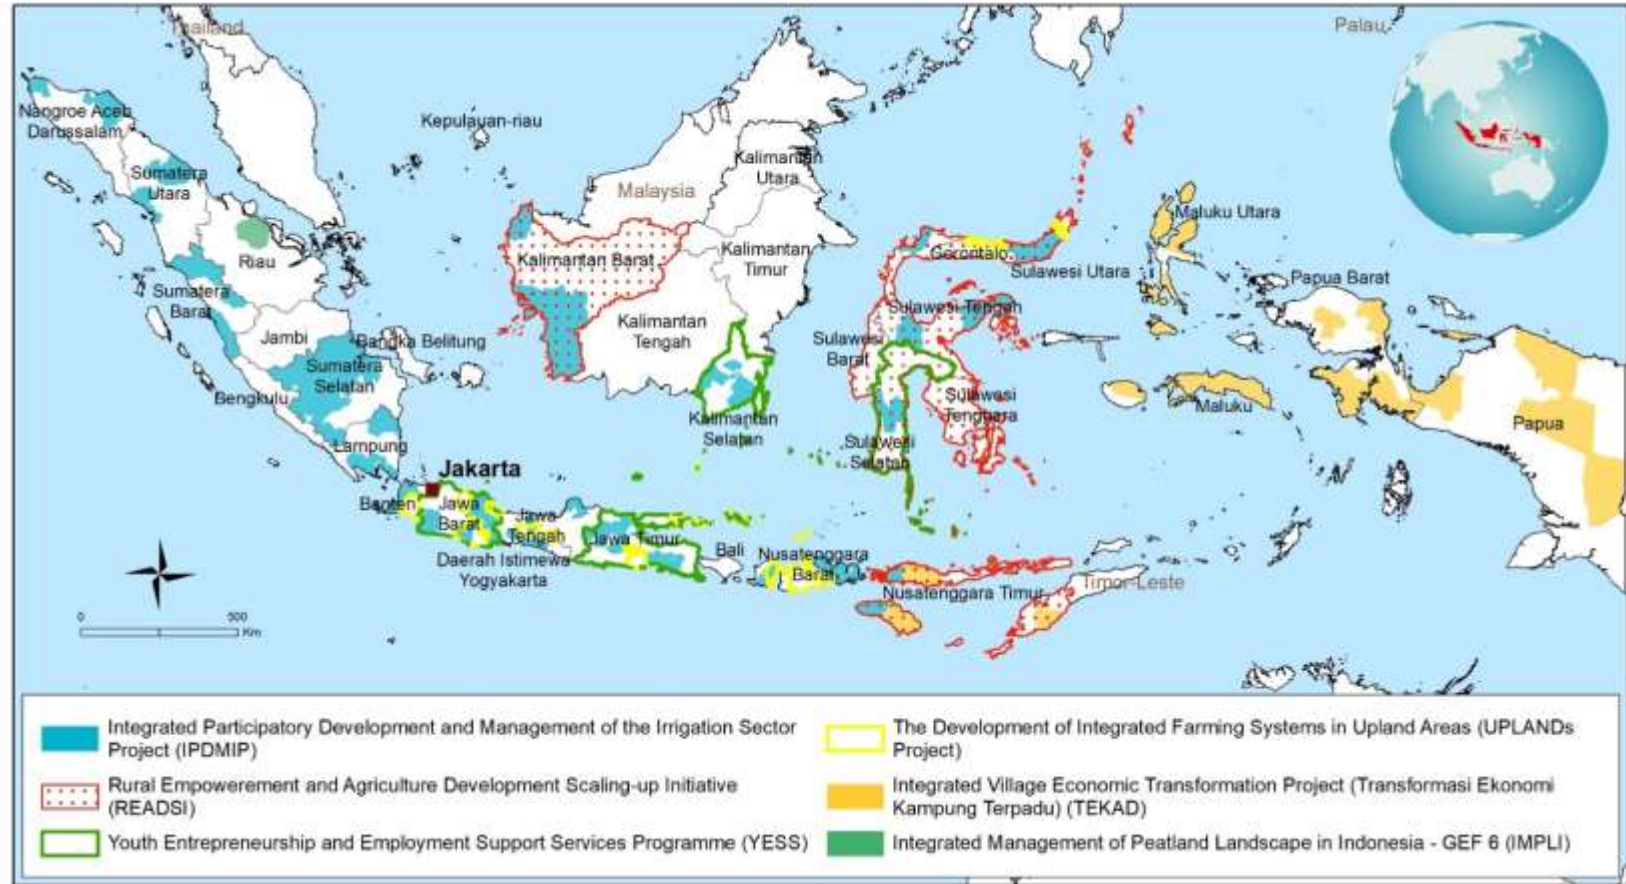 Thailand
Palau
Nangroe Aceh
Darussalam
Kepulauan-riau
Sumatera
Utara
Malaysia
Kalimantan
Utara
Maluku Utara
Riau
Kalimantan Barat
Kalimantan
Timur
Gorontalo
Sulawesi Utara
Papua Barat
Sumatera
Barat
Jambi
Bangka Belitung
Kalimantan
Tengah
Sulawesi Tengah
Sulawesi
Barat
Sumatera
Selatan
Bengkulu
Kalimantan
Selatan
Sulawesi
Tenggara
Maluku
Papua
Lampung
Sulawesi
Selatan
Jakarta
Banten
Jawa
Barat
Jawa
Tengah
Jawa Timur
Daerah Istimewa
Yogyakarta
Bali
Nusatenggara
Barat
Nusatenggara Timur
Timor-Leste
0 500
Km
Integrated Participatory Development and Management of the Irrigation Sector
Project (IPDMIP)
Rural Empowerement and Agriculture Development Scaling-up Initiative
(READSI)
Youth Entrepreneurship and Employment Support Services Programme (YESS)
The Development of Integrated Farming Systems in Upland Areas (UPLANDs
Project)
Integrated Village Economic Transformation Project (Transformasi Ekonomi
Kampung Terpadu) (TEKAD)
Integrated Management of Peatland Landscape in Indonesia - GEF 6 (IMPLI)